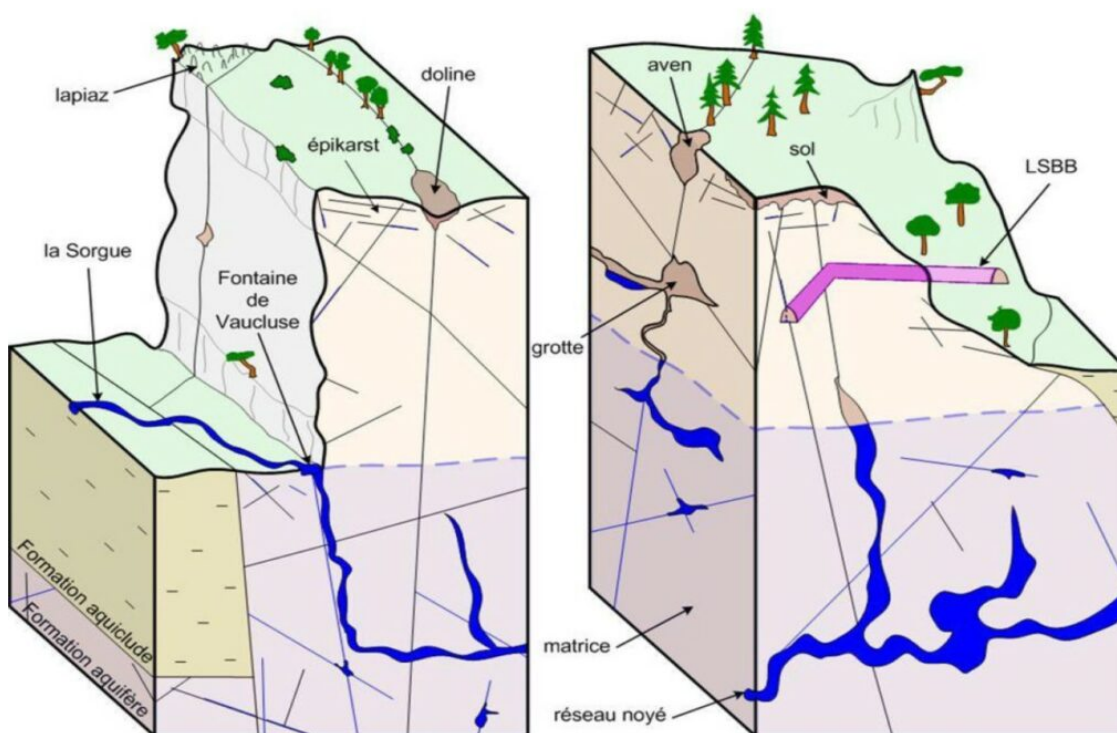 lapiaz
doline
épikarst
la Sorgue
Fontaine
de
Vaucluse
Formation aquiclude
Formation aquifère
aven
sol
LSBB
grotte
matrice
réseau noyé